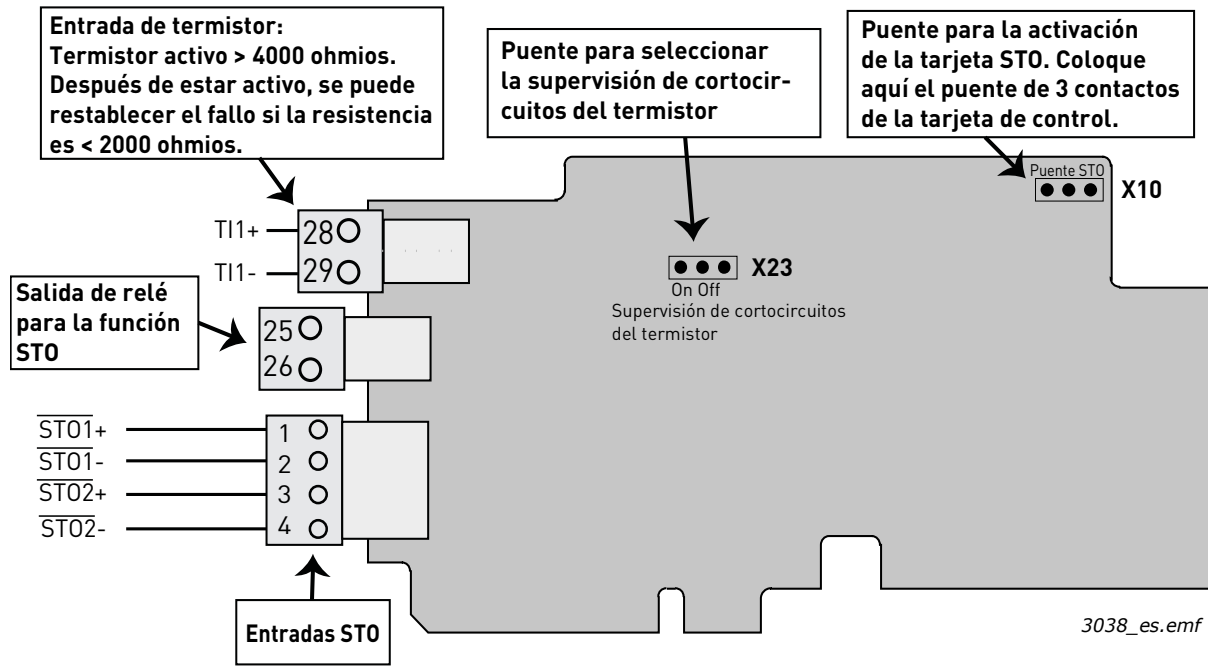 Entrada de termistor:
Termistor activo > 4000 ohmios.
Después de estar activo, se puede
restablecer el fallo si la resistencia
es < 2000 ohmios.
Puente para seleccionar
la supervisión de cortocir-
cuitos del termistor
Puente para la activación
de la tarjeta STO. Coloque
aquí el puente de 3 contactos
de la tarjeta de control.
Puente STO
X10
TI1+
28
TI1-
29
X23
On Off
Supervisión de cortocircuitos
del termistor
Salida de relé
para la función
STO
25
26
STO1+
1
STO1-
2
STO2+
3
STO2-
4
Entradas STO
3038_es.emf